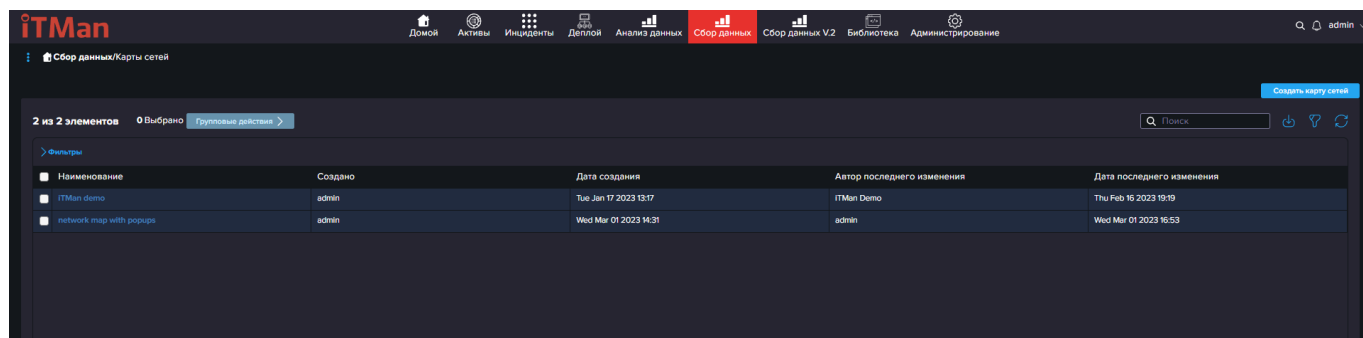 iTMan
Домой Активы Инциденты Деплой Анализ данных Сбор данных Сбор данных V.2 Библиотека Администрирование admin
Сбор данных/Карты сетей
Создать карту сетей
2 из 2 элементов 0 Выбрано Групповые действия Поиск
Фильтры
Наименование Создано Дата создания Автор последнего изменения Дата последнего изменения
iTMan demo admin Tue Jan 17 2023 13:17 iTMan Demo Thu Feb 16 2023 19:19
network map with popups admin Wed Mar 01 2023 14:31 admin Wed Mar 01 2023 16:53